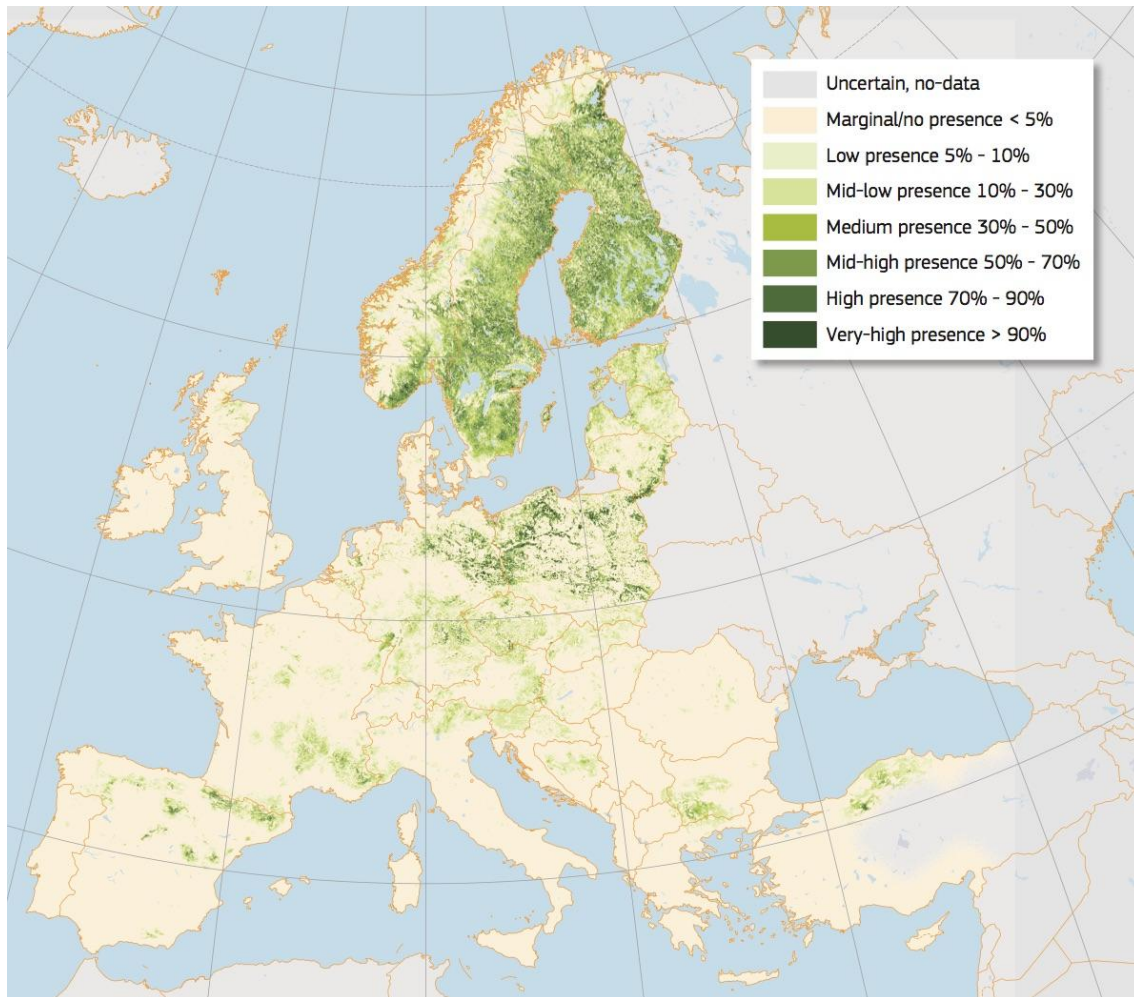 Uncertain, no-data
Marginal/no presence < 5%
Low presence 5% - 10%
Mid-low presence 10% - 30%
Medium presence 30% - 50%
Mid-high presence 50% - 70%
High presence 70% - 90%
Very-high presence > 90%